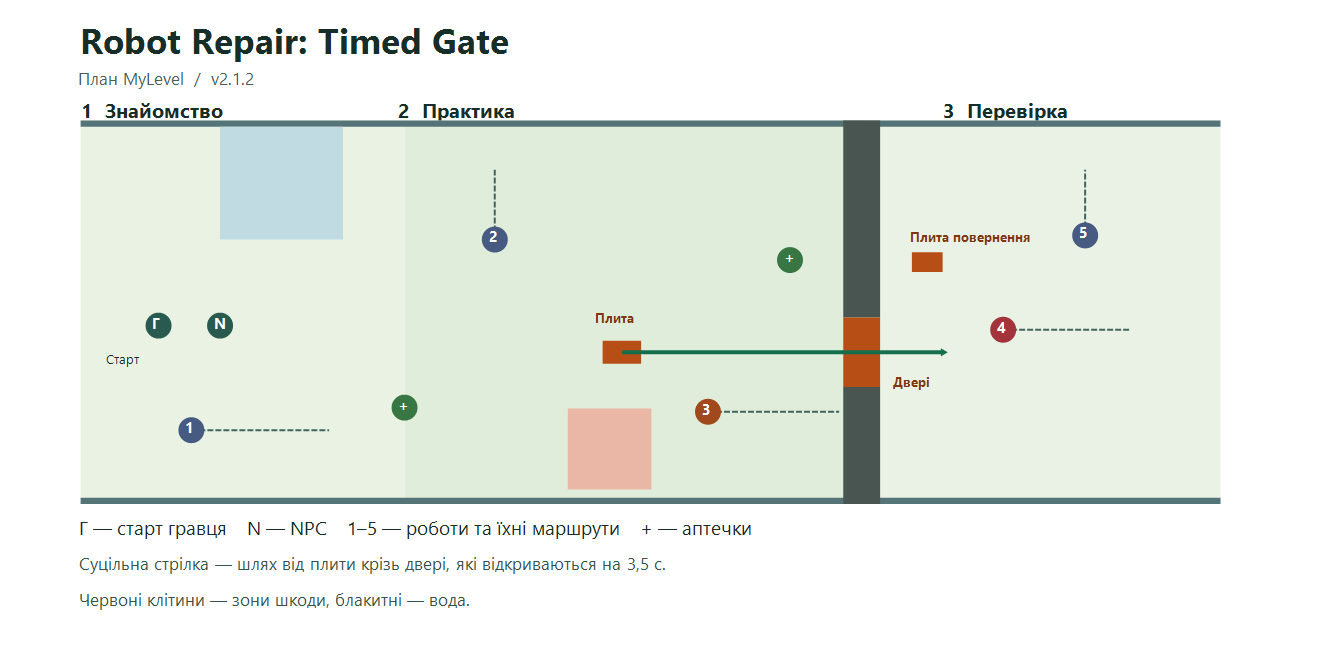 Robot Repair: Timed Gate
План MyLevel / v2.1.2
1 Знайомство
2 Практика
3 Перевірка
2
5
Плита повернення
+
Г
N
Старт
Плита
4
Двері
+
3
1
Г — старт гравця N — NPC 1–5 — роботи та їхні маршрути + — аптечки
Суцільна стрілка — шлях від плити крізь двері, які відкриваються на 3,5 с.
Червоні клітини — зони шкоди, блакитні — вода.